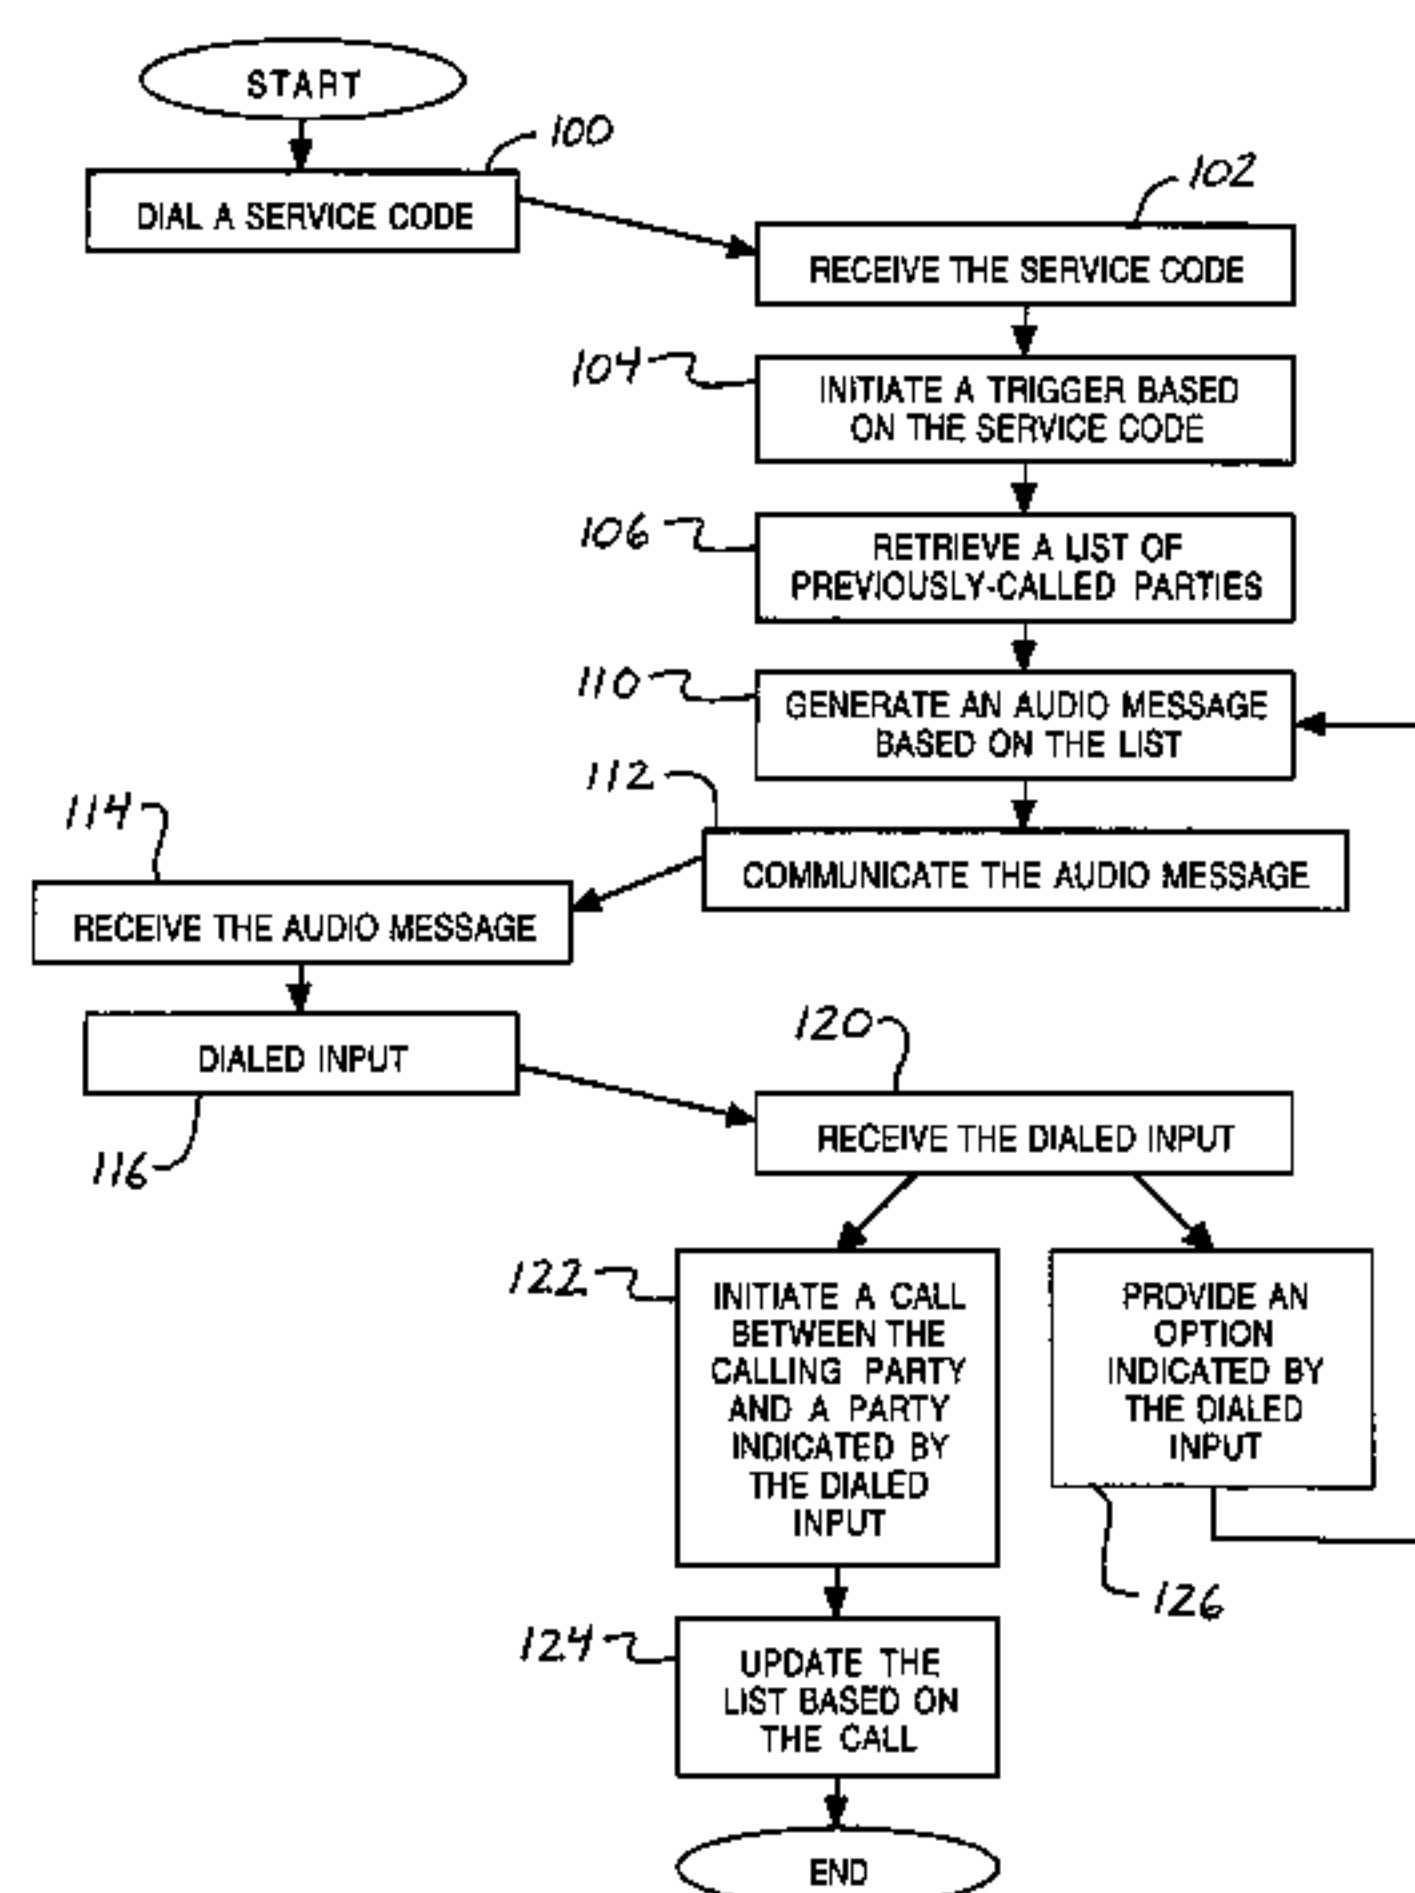 START
100
DIAL A SERVICE CODE
102
RECEIVE THE SERVICE CODE
104
INITIATE A TRIGGER BASED
ON THE SERVICE CODE
106
RETRIEVE A LIST OF
PREVIOUSLY-CALLED PARTIES
110
GENERATE AN AUDIO MESSAGE
BASED ON THE LIST
112
COMMUNICATE THE AUDIO MESSAGE
114
RECEIVE THE AUDIO MESSAGE
DIALED INPUT
116
120
RECEIVE THE DIALED INPUT
122
INITIATE A CALL
BETWEEN THE
CALLING PARTY
AND A PARTY
INDICATED BY
THE DIALED
INPUT
PROVIDE AN
OPTION
INDICATED BY
THE DIALED
INPUT
126
124
UPDATE THE
LIST BASED ON
THE CALL
END